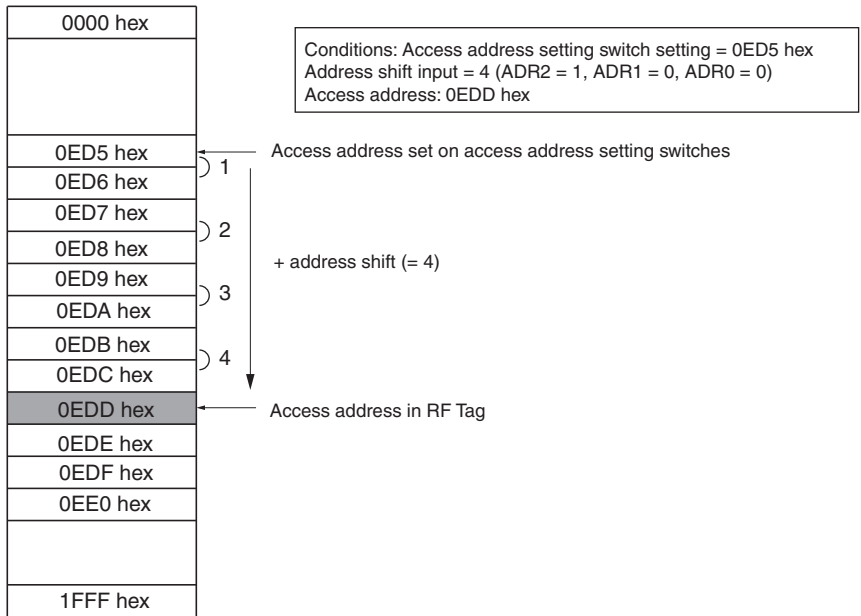 0000 hex
Conditions: Access address setting switch setting = 0ED5 hex
Address shift input = 4 (ADR2 = 1, ADR1 = 0, ADR0 = 0)
Access address: 0EDD hex
0ED5 hex
Access address set on access address setting switches
1
0ED6 hex
0ED7 hex
2
0ED8 hex
+ address shift (= 4)
0ED9 hex
3
0EDA hex
0EDB hex
4
0EDC hex
0EDD hex
Access address in RF Tag
0EDE hex
0EDF hex
0EE0 hex
1FFF hex